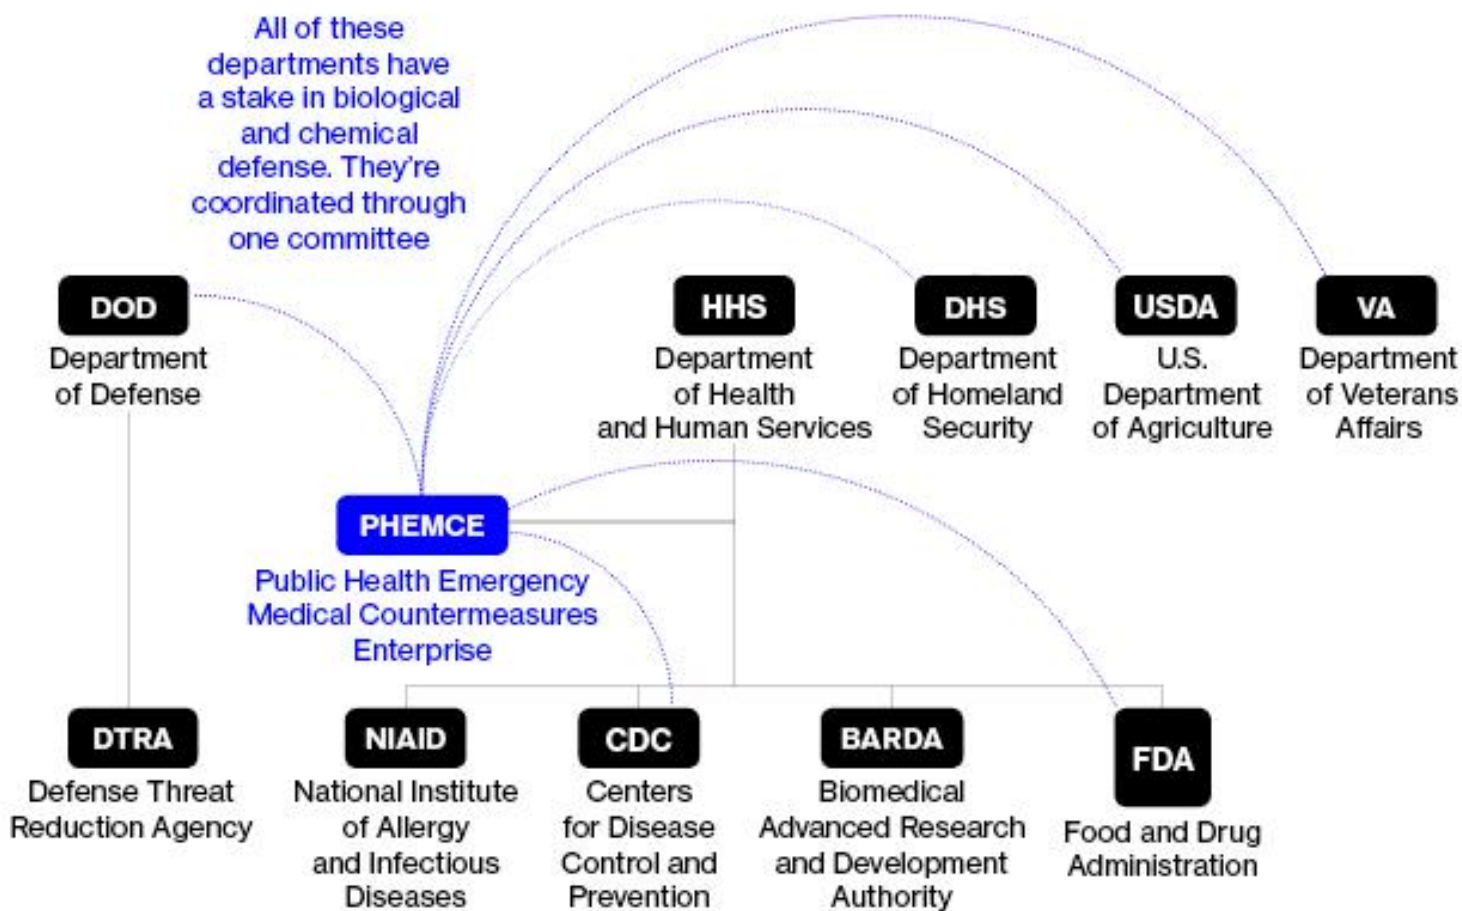 All of these
departments have
a stake in biological
and chemical
defense. They're
coordinated through
one committee
DOD
Department
of Defense
HHS
Department
of Health
and Human Services
DHS
Department
of Homeland
Security
USDA
U.S.
Department
of Agriculture
VA
Department
of Veterans
Affairs
PHEMCE
Public Health Emergency
Medical Countermeasures
Enterprise
DTRA
Defense Threat
Reduction Agency
NIAID
National Institute
of Allergy
and Infectious
Diseases
CDC
Centers
for Disease
Control and
Prevention
BARDA
Biomedical
Advanced Research
and Development
Authority
FDA
Food and Drug
Administration